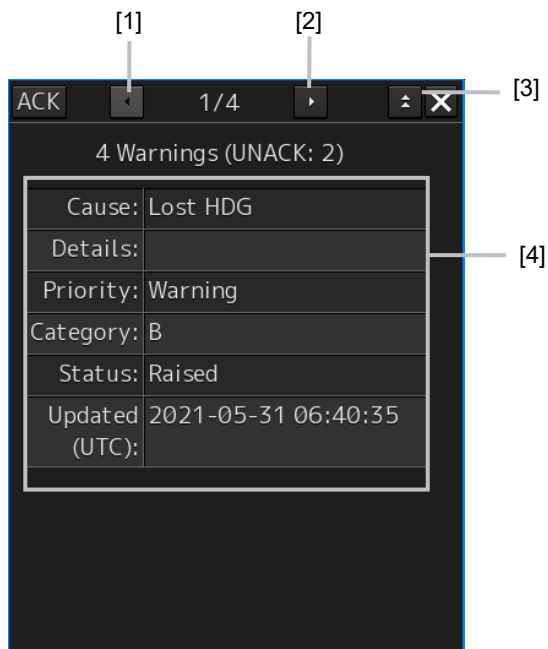 [1] [2]
ACK 1/4 [3]
4 Warnings (UNACK: 2)
Cause: Lost HDG
Details: [4]
Priority: Warning
Category: B
Status: Raised
Updated 2021-05-31 06:40:35
(UTC):